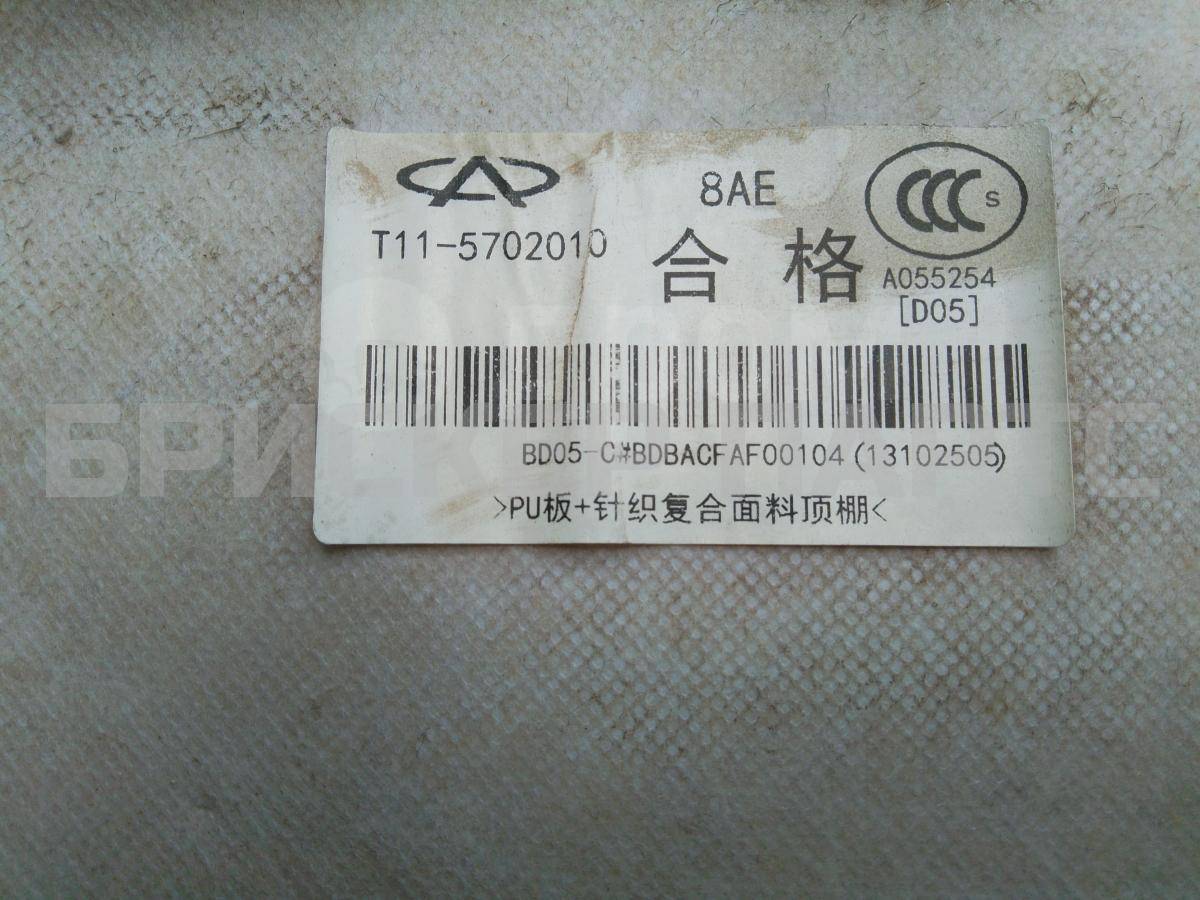 8AE
CCC S
T11-5702010
合格
A055254
[D05]
BD05-C#BDBACFAF00104(13102505)
>PU板+针织复合面料顶棚<